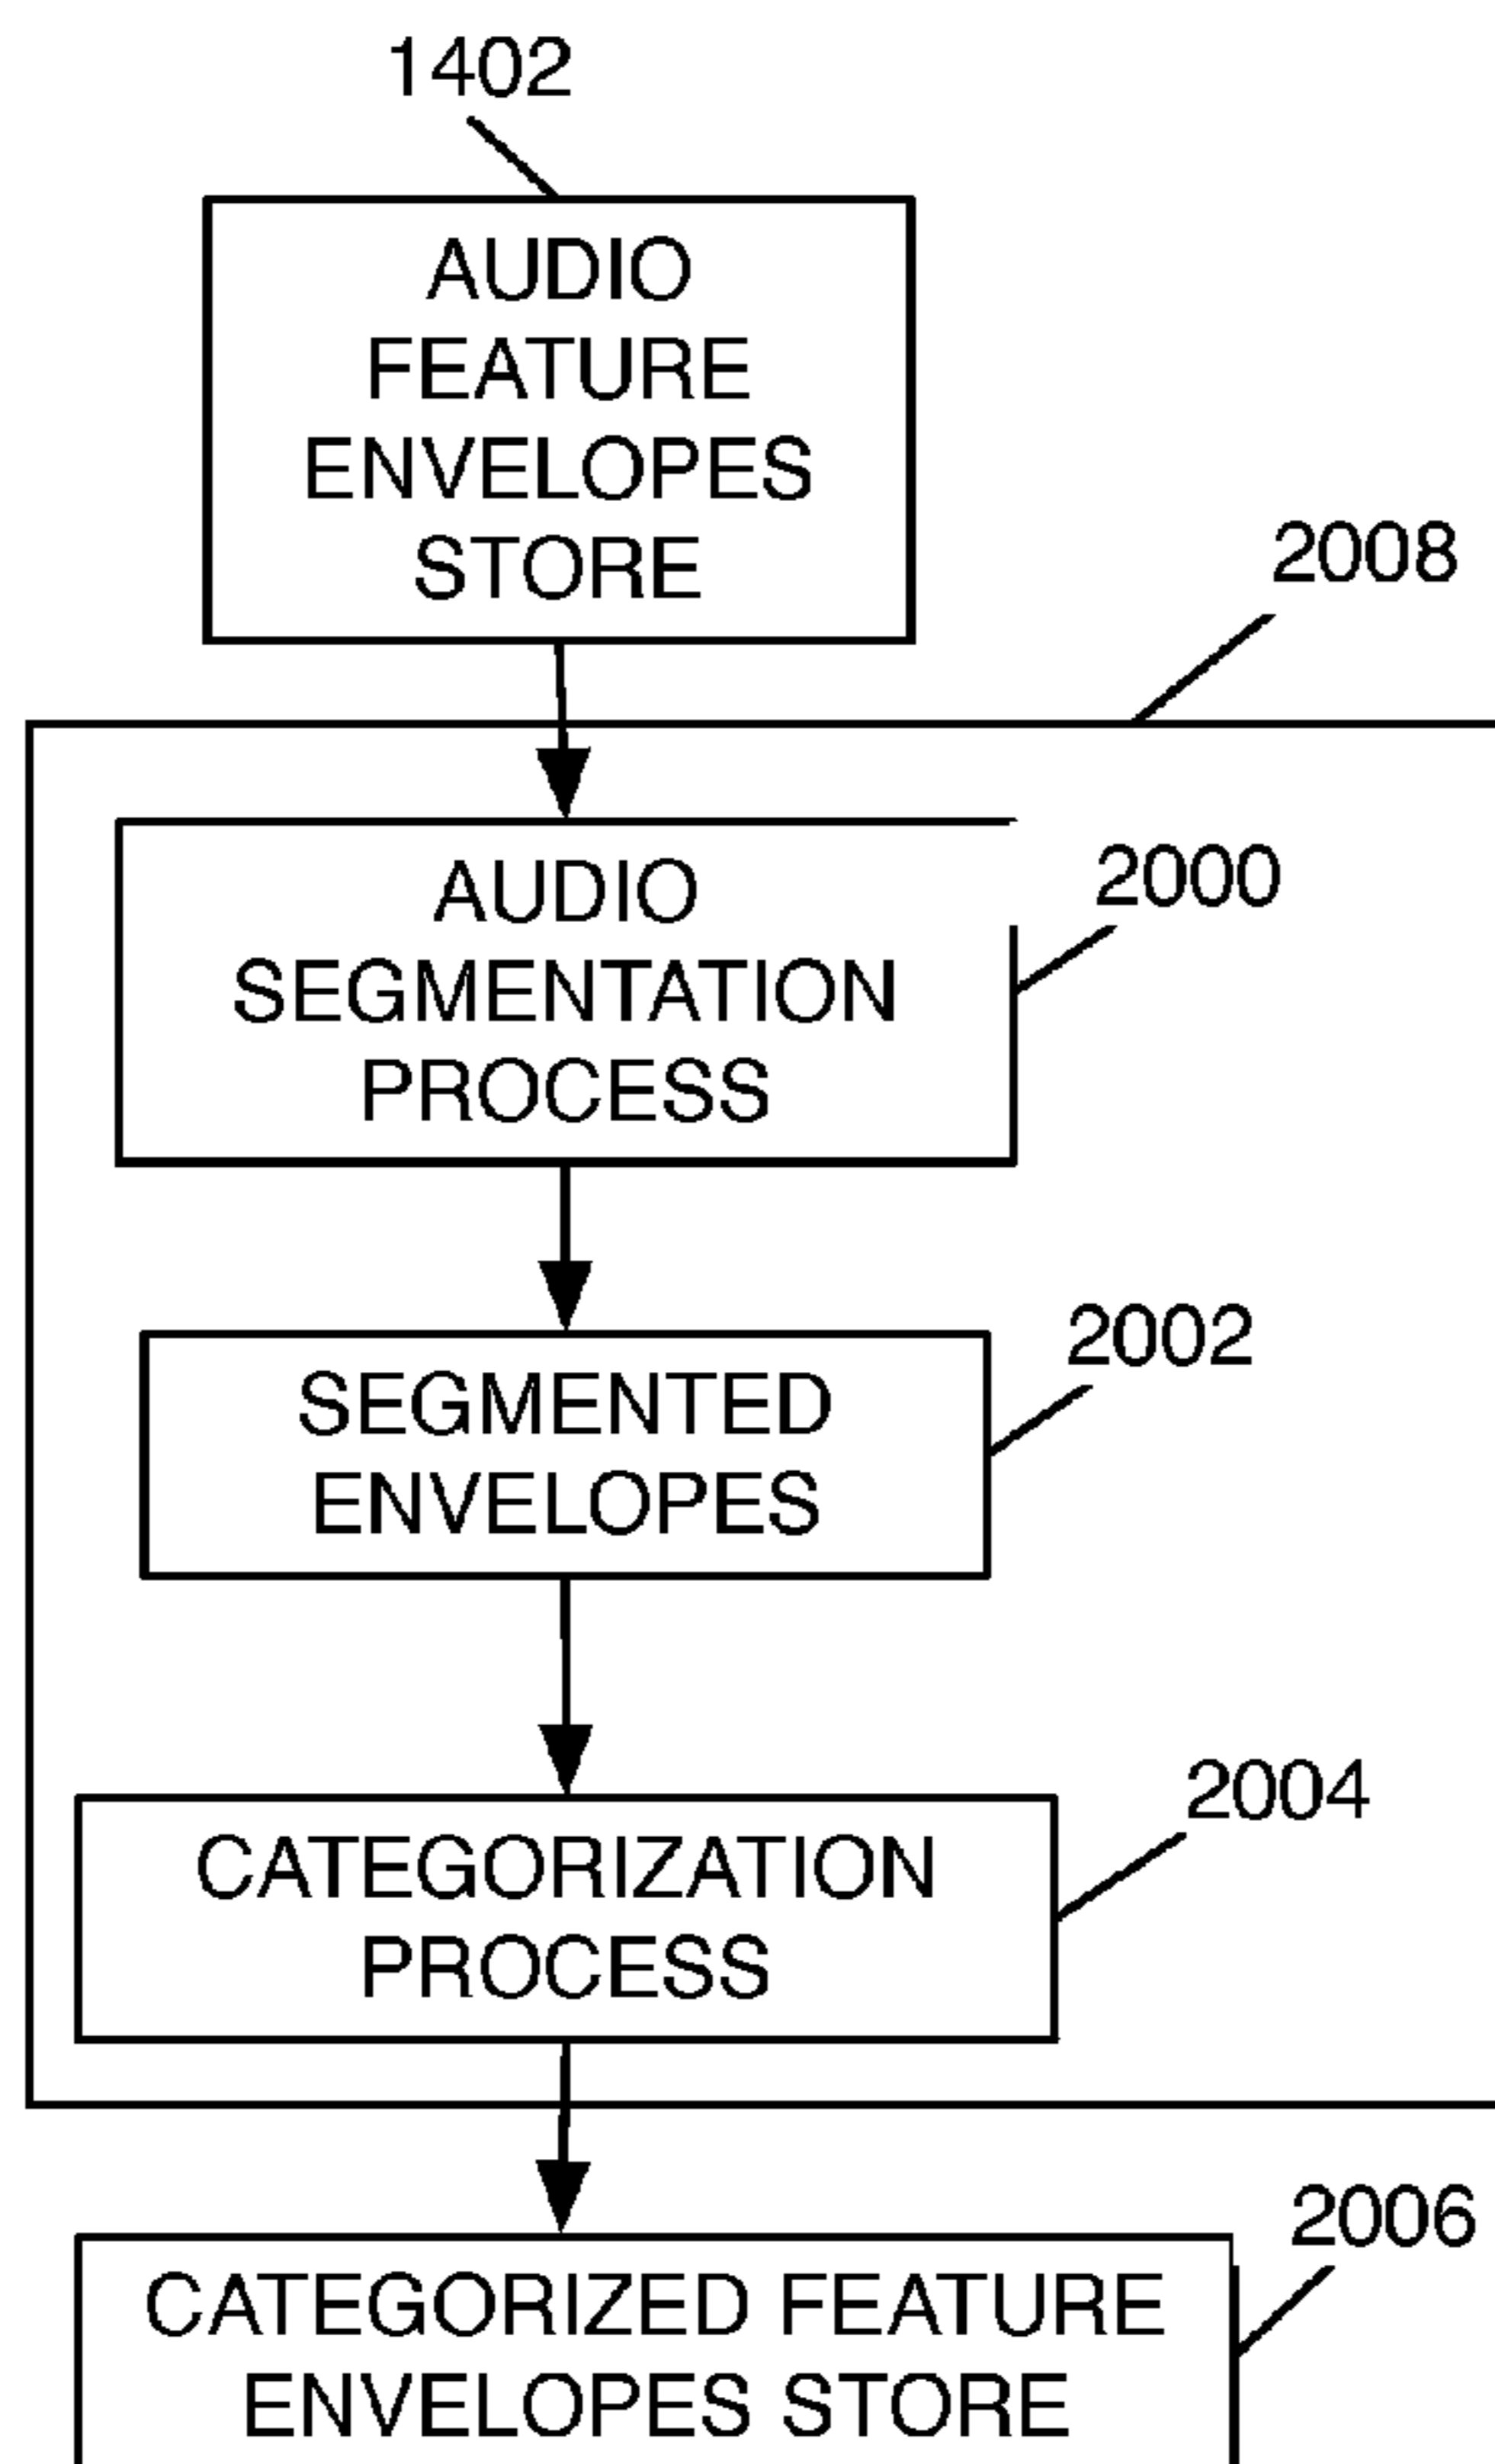 1402
AUDIO
FEATURE
ENVELOPES
STORE
2008
AUDIO
SEGMENTATION
PROCESS
2000
SEGMENTED
ENVELOPES
2002
CATEGORIZATION
PROCESS
2004
CATEGORIZED FEATURE
ENVELOPES STORE
2006